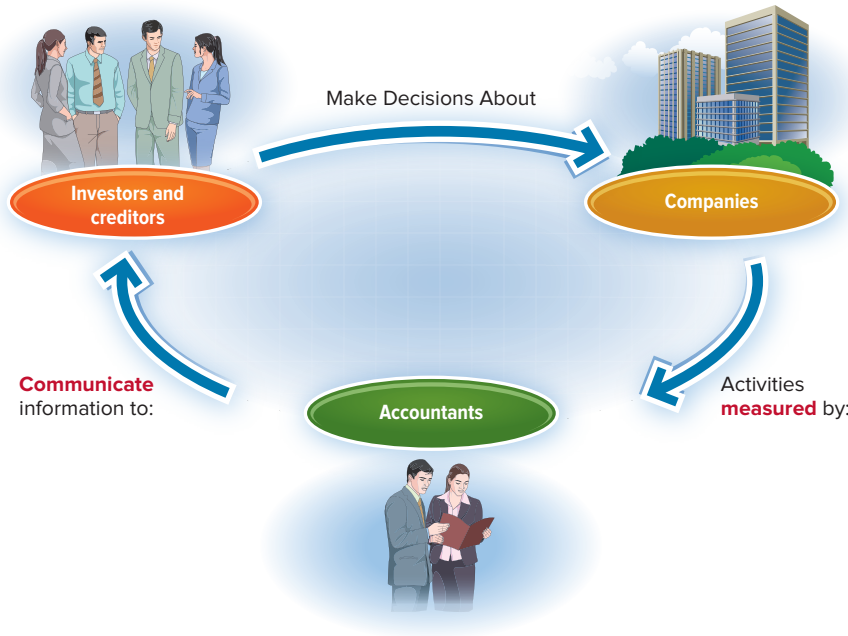 Make Decisions About
Investors and
creditors
Companies
Communicate
information to:
Activities
measured by:
Accountants